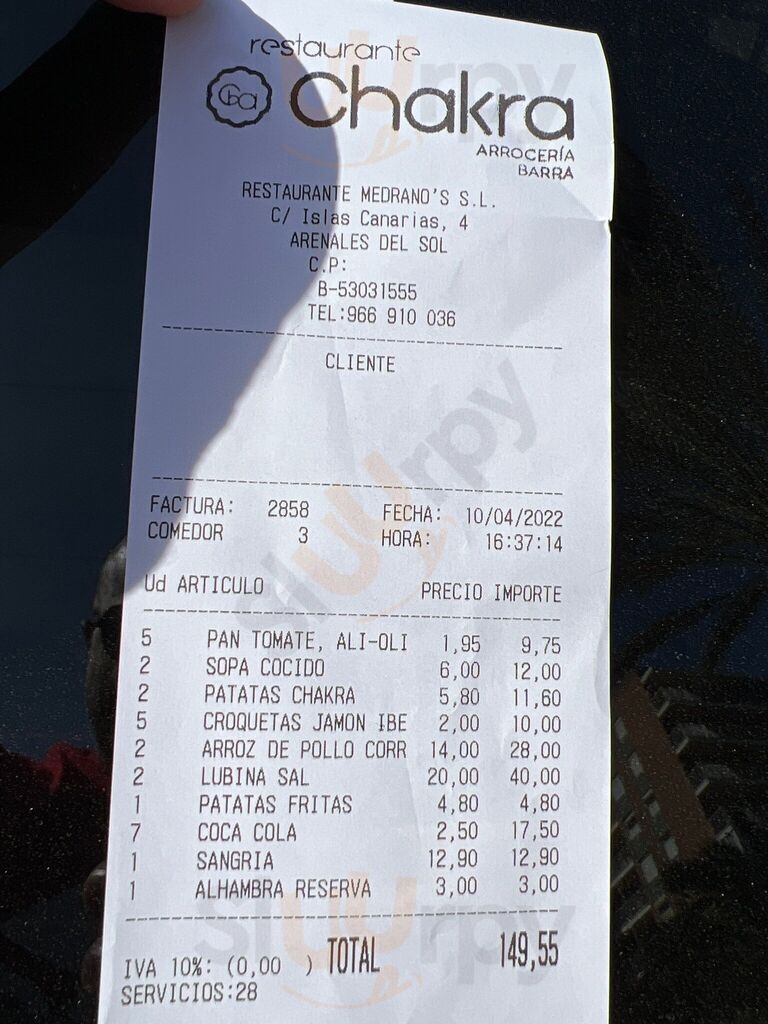 restaurante
Cha Chakra
ARROCERÍA
BARRA
RESTAURANTE MEDRANO'S S.L.
C/ Islas Canarias, 4
ARENALES DEL SOL
C.P:
B-53031555
TEL:966 910 036
CLIENTE
FACTURA: 2858 FECHA: 10/04/2022
COMEDOR 3 HORA: 16:37:14
Ud ARTICULO PRECIO IMPORTE
5 PAN TOMATE, ALI-OLI 1,95 9,75
2 SOPA COCIDO 6,00 12,00
2 PATATAS CHAKRA 5,80 11,60
5 CROQUETAS JAMON IBE 2,00 10,00
2 ARROZ DE POLLO CORR 14,00 28,00
2 LUBINA SAL 20,00 40,00
1 PATATAS FRITAS 4,80 4,80
7 COCA COLA 2,50 17,50
1 SANGRIA 12,90 12,90
1 ALHAMBRA RESERVA 3,00 3,00
IVA 10%: (0,00 ) TOTAL 149,55
SERVICIOS:28